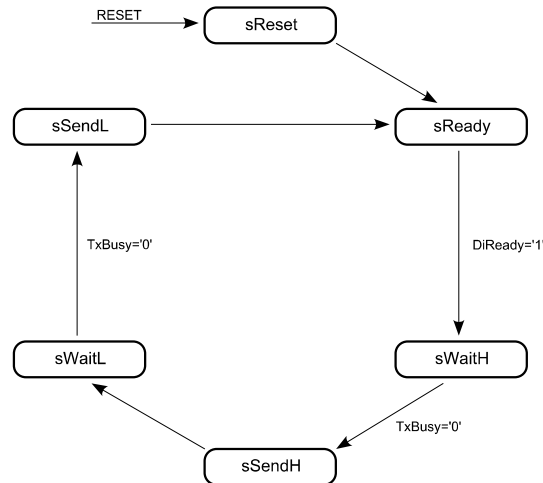 RESET
sReset
sSendL
sReady
TxBusy='0'
DiReady='1'
sWaitL
sWaitH
TxBusy='0'
sSendH